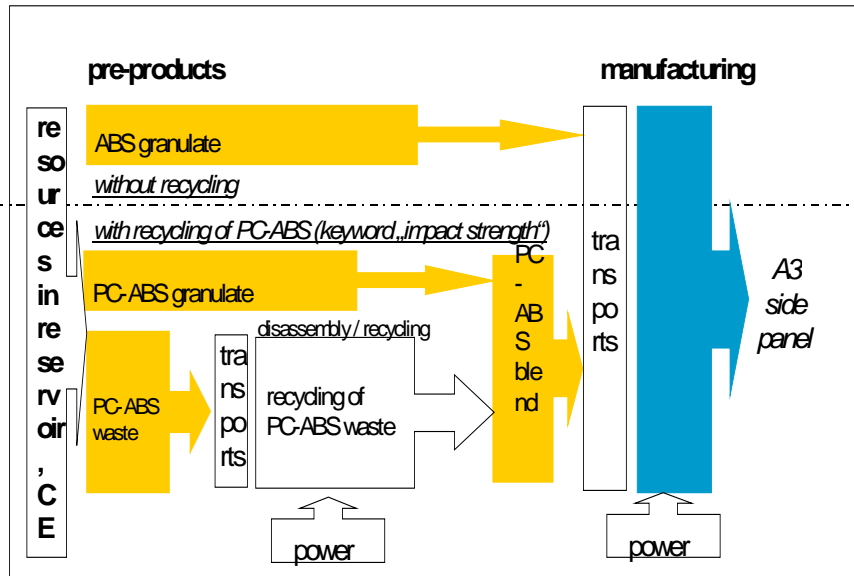 pre-products
manufacturing
re
so
ur
ce
s
in
re
se
rv
oir
, C
E
ABS granulate
without recycling
with recycling of PC-ABS (keyword „impact strength“)
PC-ABS granulate
disassembly / recycling
PC-ABS
waste
tra
ns
po
rts
recycling of
PC-ABS waste
PC
-
AB
S
ble
nd
tra
ns
po
rts
A3
side
panel
power
power